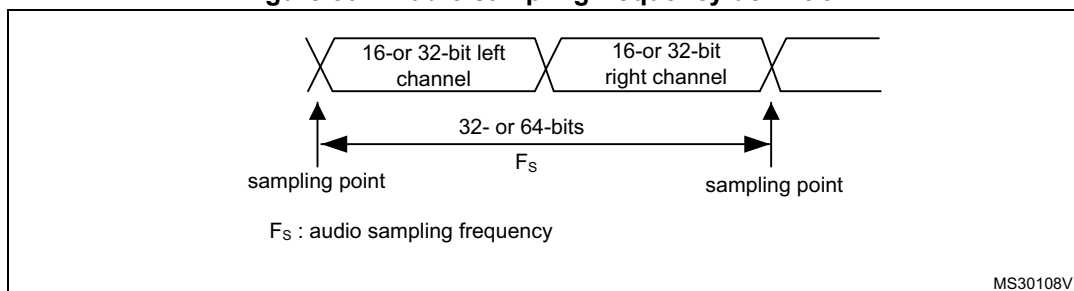 16-or 32-bit left
channel
16-or 32-bit
right channel
32- or 64-bits
FS
sampling point
sampling point
FS : audio sampling frequency
MS30108V